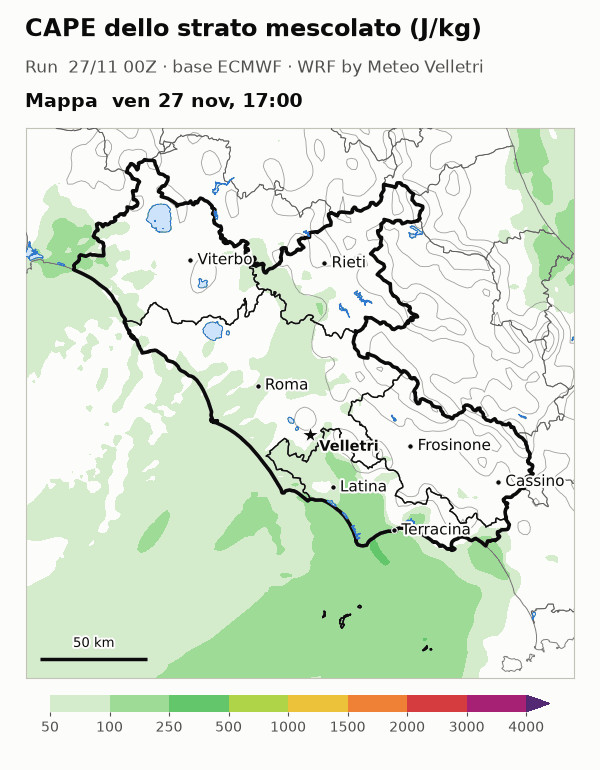 CAPE dello strato mescolato (J/kg)
Run  27/11 00Z · base ECMWF · WRF by Meteo Velletri
Mappa  ven 27 nov, 17:00
Viterbo
Rieti
Roma
Velletri
Frosinone
Latina
Cassino
Terracina
50 km
50 100 250 500 1000 1500 2000 3000 4000